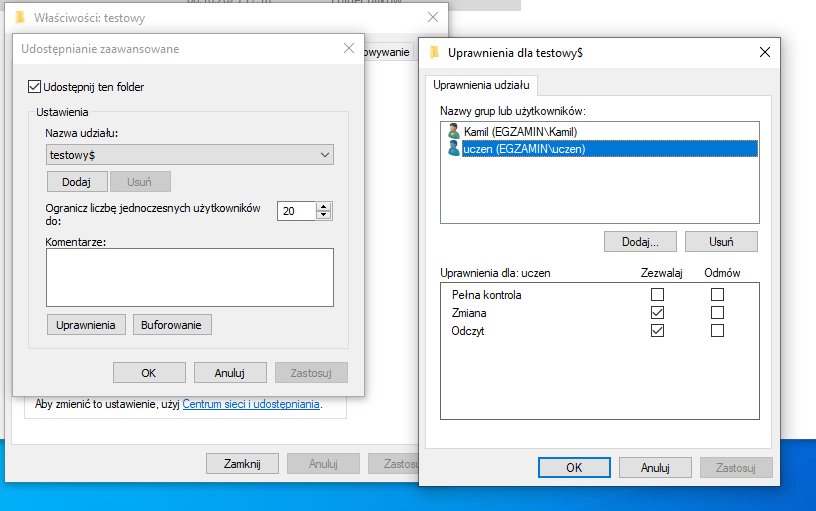 Właściwości: testowy
Udostępnianie zaawansowane
Udostępnij ten folder
Ustawienia
Nazwa udziału:
testowy$
Dodaj
Usuń
Ogranicz liczbę jednoczesnych użytkowników
do:
20
Komentarze:
Uprawnienia
Buforowanie
OK
Anuluj
Zastosuj
Aby zmienić to ustawienie, użyj Centrum sieci i udostępniania.
Zamknij
Anuluj
Uprawnienia dla testowy$
Uprawnienia udziału
Nazwy grup lub użytkowników:
Kamil (EGZAMIN\Kamil)
uczen (EGZAMIN\uczen)
Dodaj...
Usuń
Uprawnienia dla: uczen Zezwalaj Odmów
Pełna kontrola
Zmiana
Odczyt
OK
Anuluj
Zastosuj